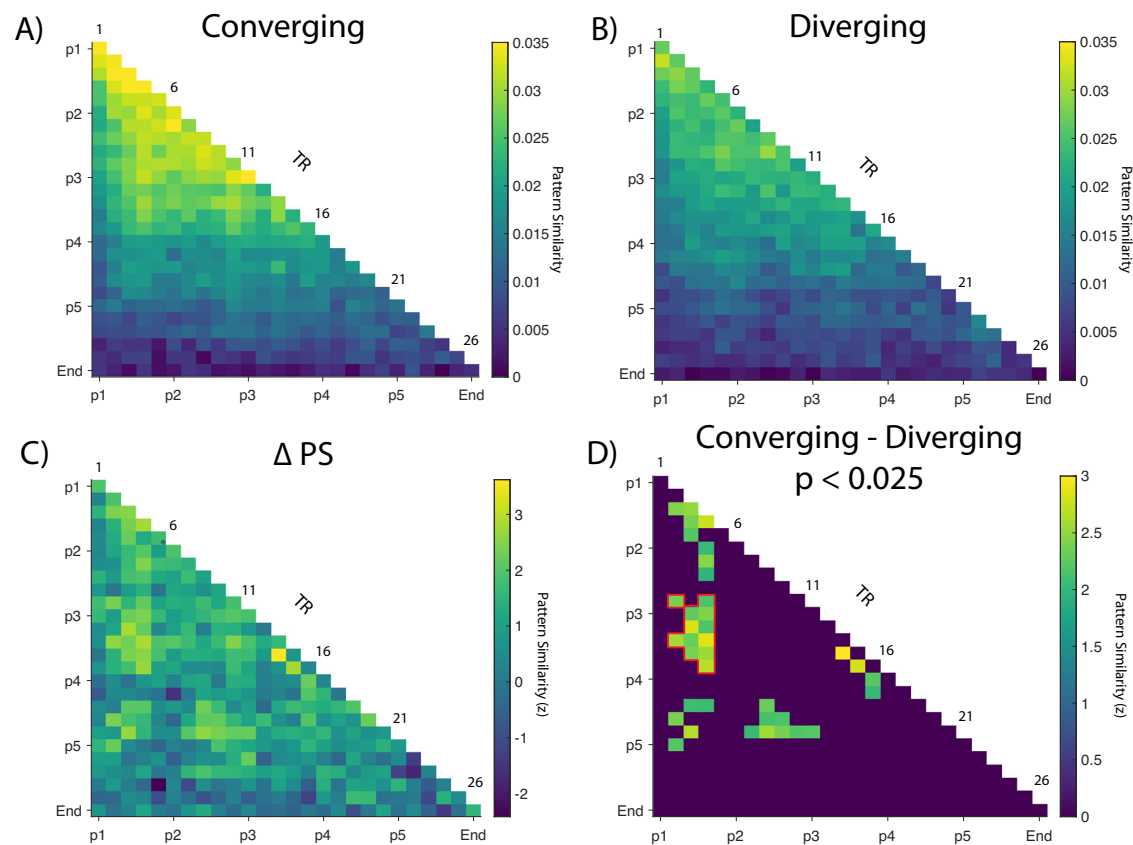 A) Converging
1
6
11
16
21
26
TR
p1
p2
p3
p4
p5
End
p1 p2 p3 p4 p5 End
0.035
0.03
0.025
0.02
0.015
0.01
0.005
0
Pattern Similarity
B) Diverging
1
6
11
16
21
26
TR
p1
p2
p3
p4
p5
End
p1 p2 p3 p4 p5 End
0.035
0.03
0.025
0.02
0.015
0.01
0.005
0
Pattern Similarity
C) Δ PS
1
6
11
16
21
26
TR
p1
p2
p3
p4
p5
End
p1 p2 p3 p4 p5 End
3
2
1
0
-1
-2
Pattern Similarity (z)
D) Converging - Diverging
p < 0.025
1
6
11
16
21
26
TR
p1
p2
p3
p4
p5
End
p1 p2 p3 p4 p5 End
3
2.5
2
1.5
1
0.5
0
Pattern Similarity (z)